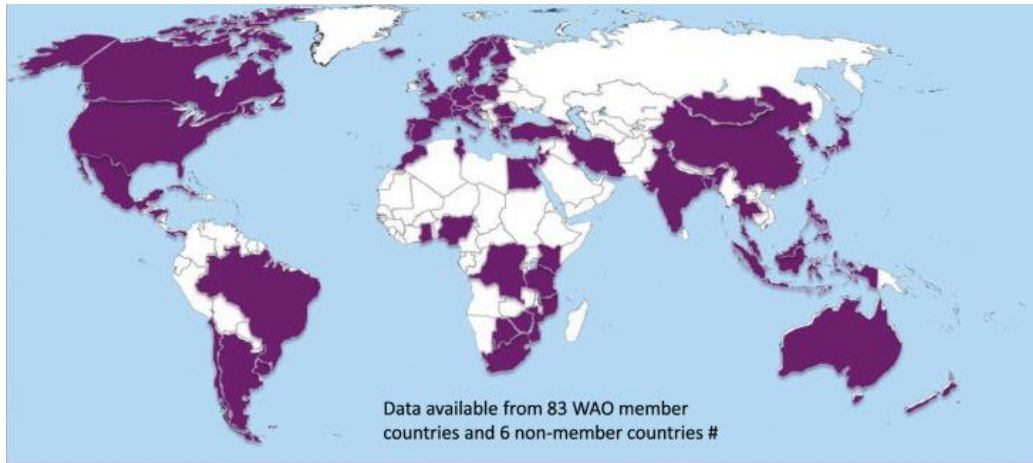 Data available from 83 WAO member
countries and 6 non-member countries #